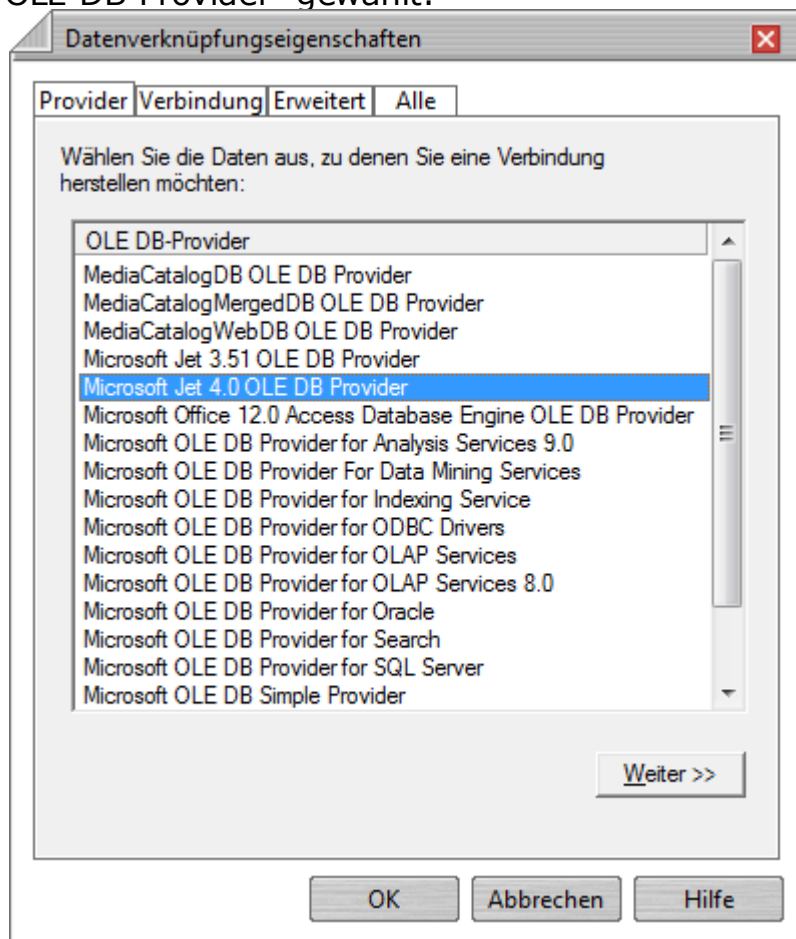 OLE DB Provider" gewählt.
Datenverknüpfungseigenschaften
Provider Verbindung Erweitert Alle
Wählen Sie die Daten aus, zu denen Sie eine Verbindung
herstellen möchten:
OLE DB-Provider
MediaCatalogDB OLE DB Provider
MediaCatalogMergedDB OLE DB Provider
MediaCatalogWebDB OLE DB Provider
Microsoft Jet 3.51 OLE DB Provider
Microsoft Jet 4.0 OLE DB Provider
Microsoft Office 12.0 Access Database Engine OLE DB Provider
Microsoft OLE DB Provider for Analysis Services 9.0
Microsoft OLE DB Provider For Data Mining Services
Microsoft OLE DB Provider for Indexing Service
Microsoft OLE DB Provider for ODBC Drivers
Microsoft OLE DB Provider for OLAP Services
Microsoft OLE DB Provider for OLAP Services 8.0
Microsoft OLE DB Provider for Oracle
Microsoft OLE DB Provider for Search
Microsoft OLE DB Provider for SQL Server
Microsoft OLE DB Simple Provider
Weiter >>
OK Abbrechen Hilfe